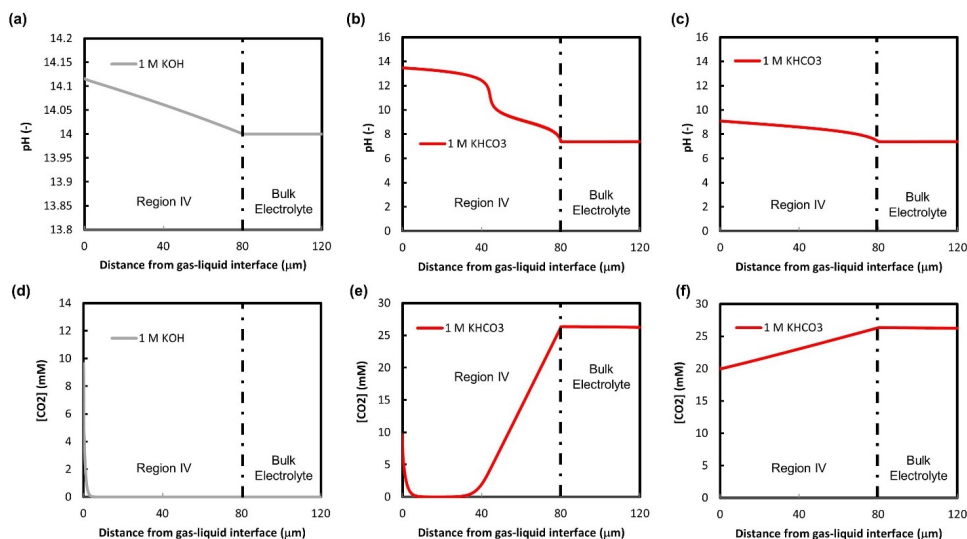 (a)
14.2
14.15
14.1
14.05
14
13.95
13.9
13.85
13.8
pH (-)
1 M KOH
Region IV
Bulk
Electrolyte
0 40 80 120
Distance from gas-liquid interface (μm)
(b)
16
14
12
10
8
6
4
2
0
pH (-)
1 M KHCO3
Region IV
Bulk
Electrolyte
0 40 80 120
Distance from gas-liquid interface (μm)
(c)
16
14
12
10
8
6
4
2
0
pH (-)
1 M KHCO3
Region IV
Bulk
Electrolyte
0 40 80 120
Distance from gas-liquid interface (μm)
(d)
14
12
10
8
6
4
2
0
[CO2] (mM)
1 M KOH
Region IV
Bulk
Electrolyte
0 40 80 120
Distance from gas-liquid interface (μm)
(e)
30
25
20
15
10
5
0
[CO2] (mM)
1 M KHCO3
Region IV
Bulk
Electrolyte
0 40 80 120
Distance from gas-liquid interface (μm)
(f)
30
25
20
15
10
5
0
[CO2] (mM)
1 M KHCO3
Region IV
Bulk
Electrolyte
0 40 80 120
Distance from gas-liquid interface (μm)